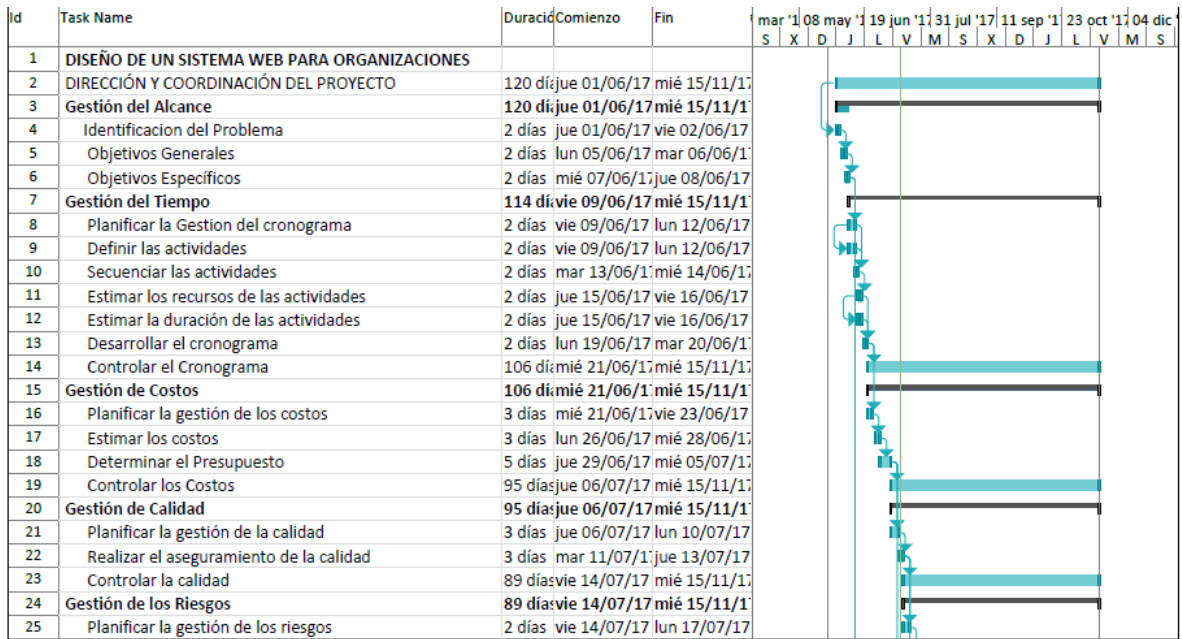 Id Task Name Duració Comienzo Fin mar '1 08 may '1 19 jun '17 31 jul '17 11 sep '1 23 oct '17 04 dic '
S X D J L V M S X D J L V M S
1 DISEÑO DE UN SISTEMA WEB PARA ORGANIZACIONES
2 DIRECCIÓN Y COORDINACIÓN DEL PROYECTO 120 día jue 01/06/17 mié 15/11/17
3 Gestión del Alcance 120 día jue 01/06/17 mié 15/11/1
4 Identificacion del Problema 2 días jue 01/06/17 vie 02/06/17
5 Objetivos Generales 2 días lun 05/06/17 mar 06/06/1
6 Objetivos Específicos 2 días mié 07/06/17 jue 08/06/17
7 Gestión del Tiempo 114 día vie 09/06/17 mié 15/11/1
8 Planificar la Gestion del cronograma 2 días vie 09/06/17 lun 12/06/17
9 Definir las actividades 2 días vie 09/06/17 lun 12/06/17
10 Secuenciar las actividades 2 días mar 13/06/1 mié 14/06/1
11 Estimar los recursos de las actividades 2 días jue 15/06/17 vie 16/06/17
12 Estimar la duración de las actividades 2 días jue 15/06/17 vie 16/06/17
13 Desarrollar el cronograma 2 días lun 19/06/17 mar 20/06/1
14 Controlar el Cronograma 106 día mié 21/06/1 mié 15/11/17
15 Gestión de Costos 106 día mié 21/06/1 mié 15/11/1
16 Planificar la gestión de los costos 3 días mié 21/06/17 vie 23/06/17
17 Estimar los costos 3 días lun 26/06/17 mié 28/06/17
18 Determinar el Presupuesto 5 días jue 29/06/17 mié 05/07/17
19 Controlar los Costos 95 días jue 06/07/17 mié 15/11/17
20 Gestión de Calidad 95 días jue 06/07/17 mié 15/11/1
21 Planificar la gestión de la calidad 3 días jue 06/07/17 lun 10/07/17
22 Realizar el aseguramiento de la calidad 3 días mar 11/07/1 jue 13/07/17
23 Controlar la calidad 89 días vie 14/07/17 mié 15/11/17
24 Gestión de los Riesgos 89 días vie 14/07/17 mié 15/11/1
25 Planificar la gestión de los riesgos 2 días vie 14/07/17 lun 17/07/17